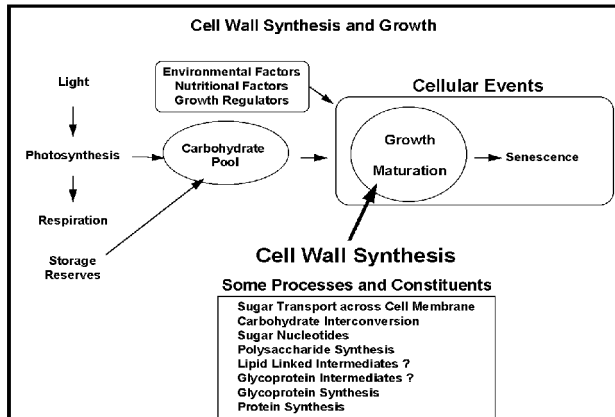 Cell Wall Synthesis and Growth
Environmental Factors
Nutritional Factors
Growth Regulators
Light
Cellular Events
Photosynthesis
Carbohydrate
Pool
Growth
Maturation
Senescence
Respiration
Storage
Reserves
Cell Wall Synthesis
Some Processes and Constituents
Sugar Transport across Cell Membrane
Carbohydrate Interconversion
Sugar Nucleotides
Polysaccharide Synthesis
Lipid Linked Intermediates ?
Glycoprotein Intermediates ?
Glycoprotein Synthesis
Protein Synthesis